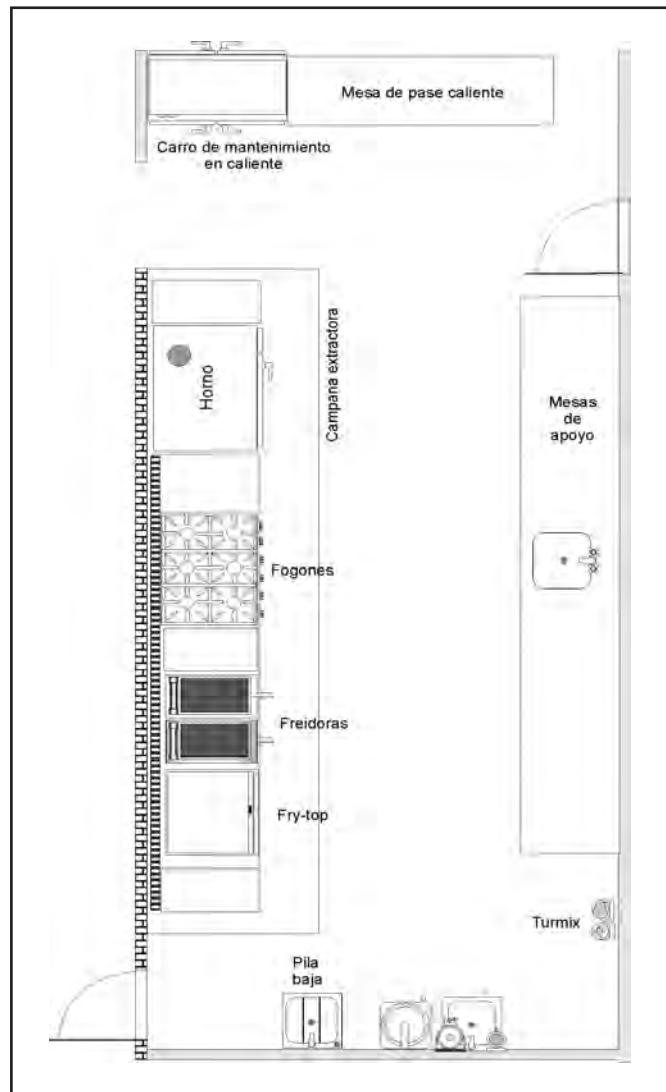 Mesa de pase caliente
Carro de mantenimiento
en caliente
Campana extractora
Horno
Mesas
de
apoyo
Fogones
Freidoras
Fry-top
Turmix
Pila
baja